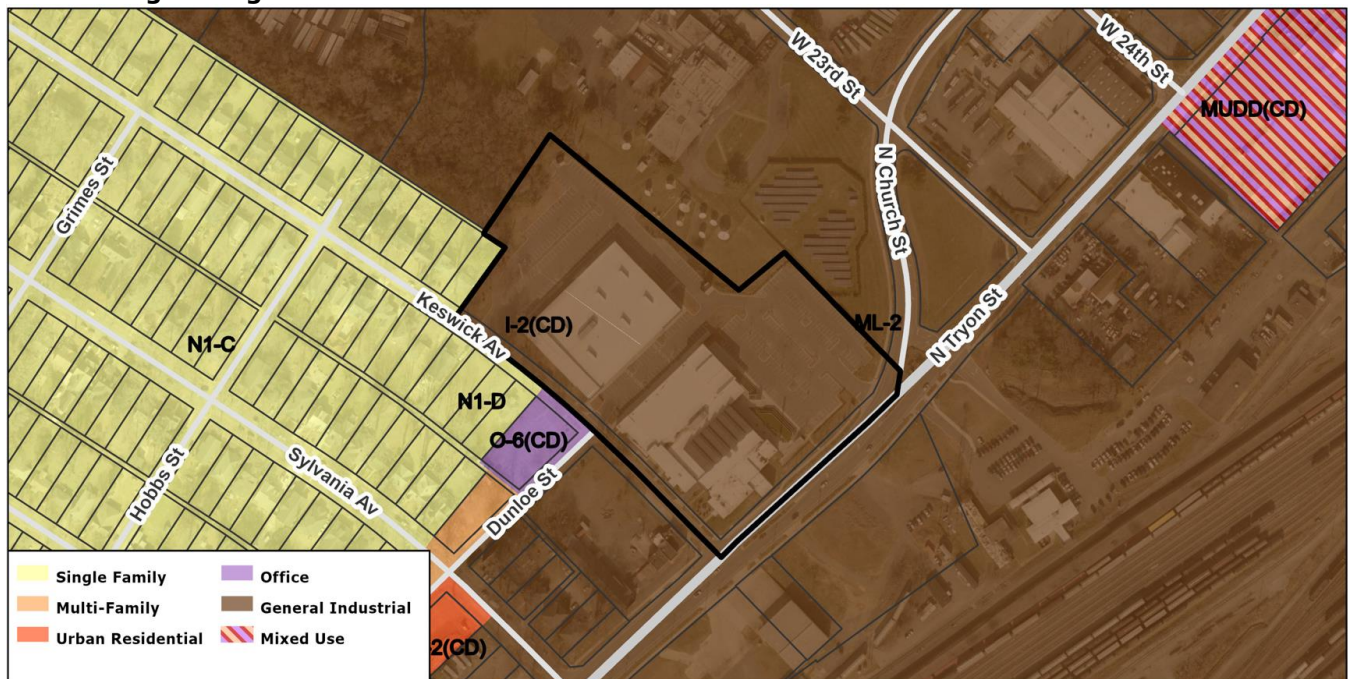 W 23rd St
W 24th St
MUDD(CD)
Grimes St
N Church St
Keswick Av
I-2(CD)
ML-2
N Tryon St
N1-C
N1-D
O-6(CD)
Hobbs St
Sylvania Av
Dunloe St
2(CD)
Single Family
Office
Multi-Family
General Industrial
Urban Residential
Mixed Use